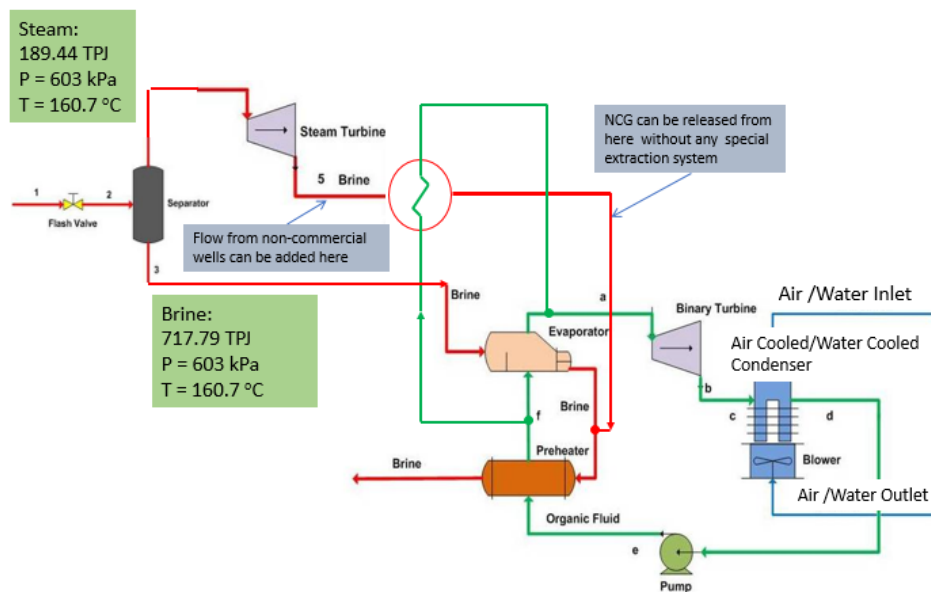 Steam:
189.44 TPJ
P = 603 kPa
T = 160.7 °C
Steam Turbine
NCG can be released from
here without any special
extraction system
1
2
Flash Valve
Separator
5
Brine
Flow from non-commercial
wells can be added here
3
Brine:
717.79 TPJ
P = 603 kPa
T = 160.7 °C
Brine
Evaporator
a
Binary Turbine
Air /Water Inlet
Air Cooled/Water Cooled
Condenser
b
c
d
Brine
f
Preheater
Brine
Blower
Air /Water Outlet
Organic Fluid
e
Pump